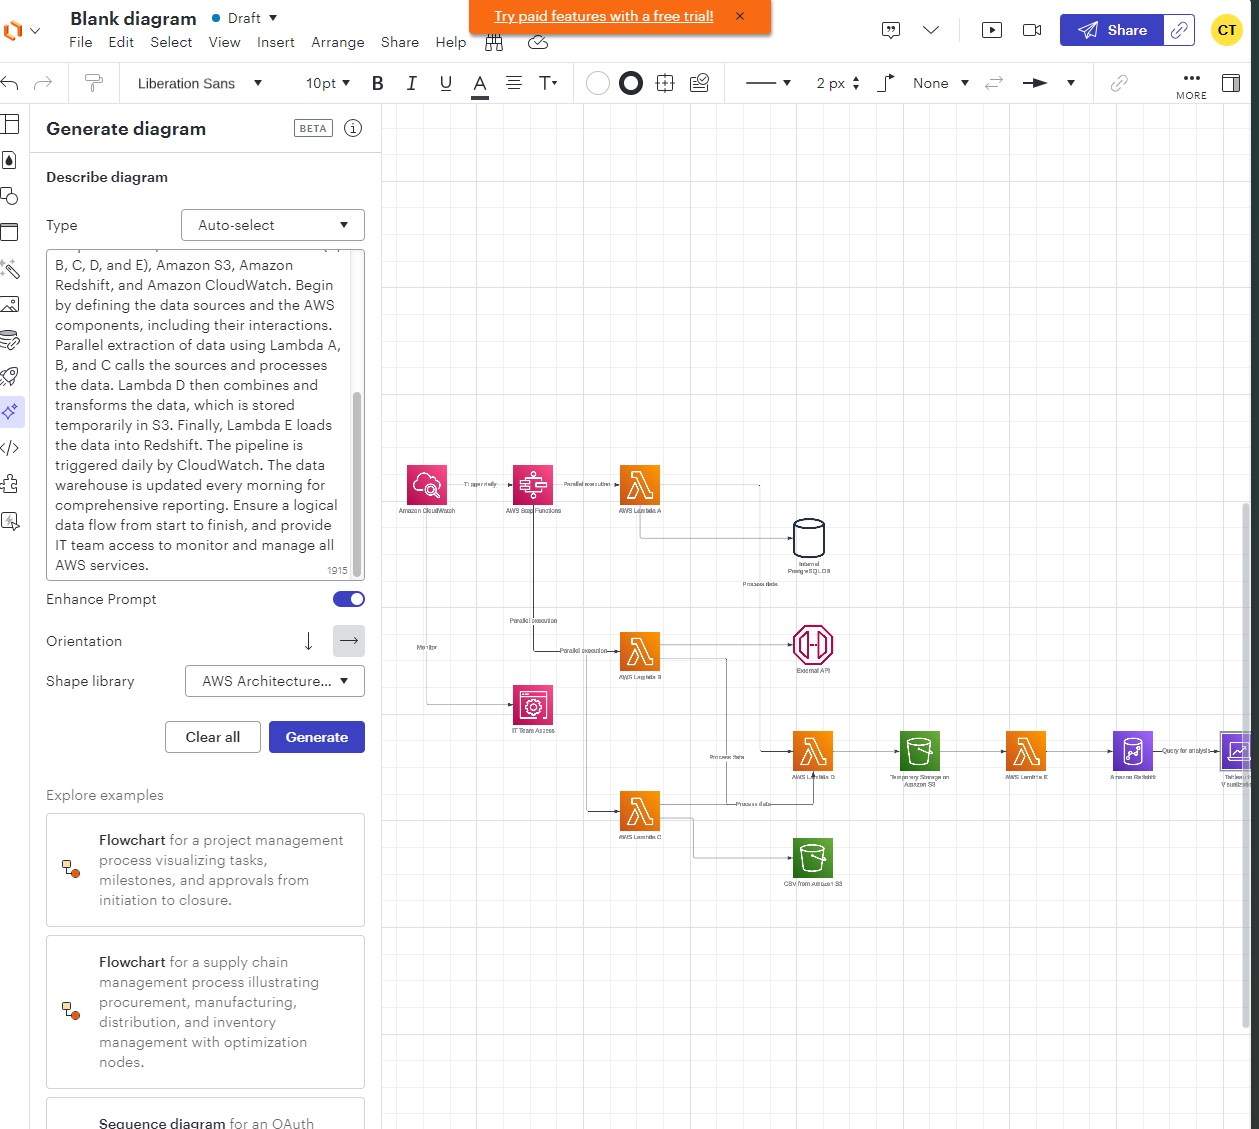 Blank diagram
Draft
Try paid features with a free trial!
File Edit Select View Insert Arrange Share Help
Share
CT
Liberation Sans
10pt
B I U A T
2 px
None
MORE
Generate diagram
BETA
Describe diagram
Type
Auto-select
B, C, D, and E), Amazon S3, Amazon
Redshift, and Amazon CloudWatch. Begin
by defining the data sources and the AWS
components, including their interactions.
Parallel extraction of data using Lambda A,
B, and C calls the sources and processes
the data. Lambda D then combines and
transforms the data, which is stored
temporarily in S3. Finally, Lambda E loads
the data into Redshift. The pipeline is
triggered daily by CloudWatch. The data
warehouse is updated every morning for
comprehensive reporting. Ensure a logical
data flow from start to finish, and provide
IT team access to monitor and manage all
AWS services.
1915
Enhance Prompt
Orientation
Shape library
AWS Architecture...
Clear all
Generate
Explore examples
Flowchart for a project management
process visualizing tasks,
milestones, and approvals from
initiation to closure.
Flowchart for a supply chain
management process illustrating
procurement, manufacturing,
distribution, and inventory
management with optimization
nodes.
Sequence diagram for an OAuth
Amazon CloudWatch
Trigger daily
AWS Step Functions
Parallel execution
AWS Lambda A
Internal
PostgreSQL DB
Process data
Parallel execution
Monitor
Parallel execution
AWS Lambda B
External API
IT Team Access
Process data
AWS Lambda D
Temporary Storage on
Amazon S3
AWS Lambda E
Amazon Redshift
Query for analysis
Process data
AWS Lambda C
CSV from Amazon S3